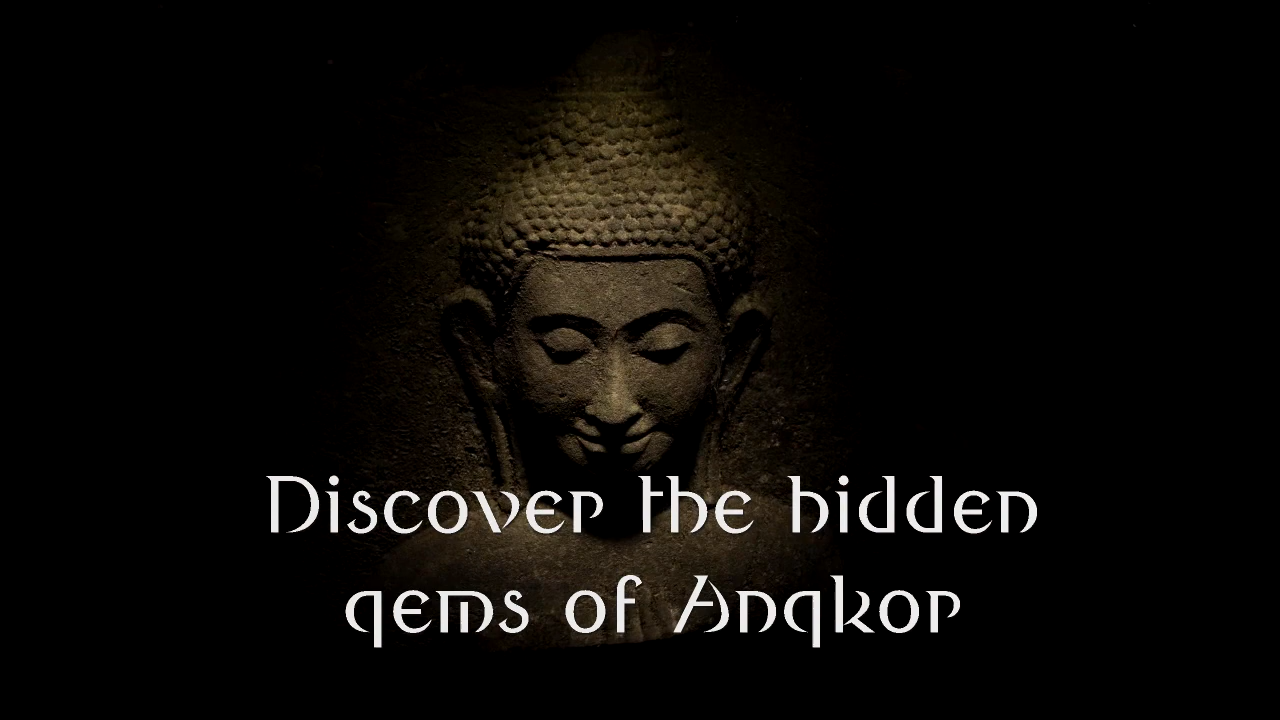 Discover the hidden
gems of Angkor